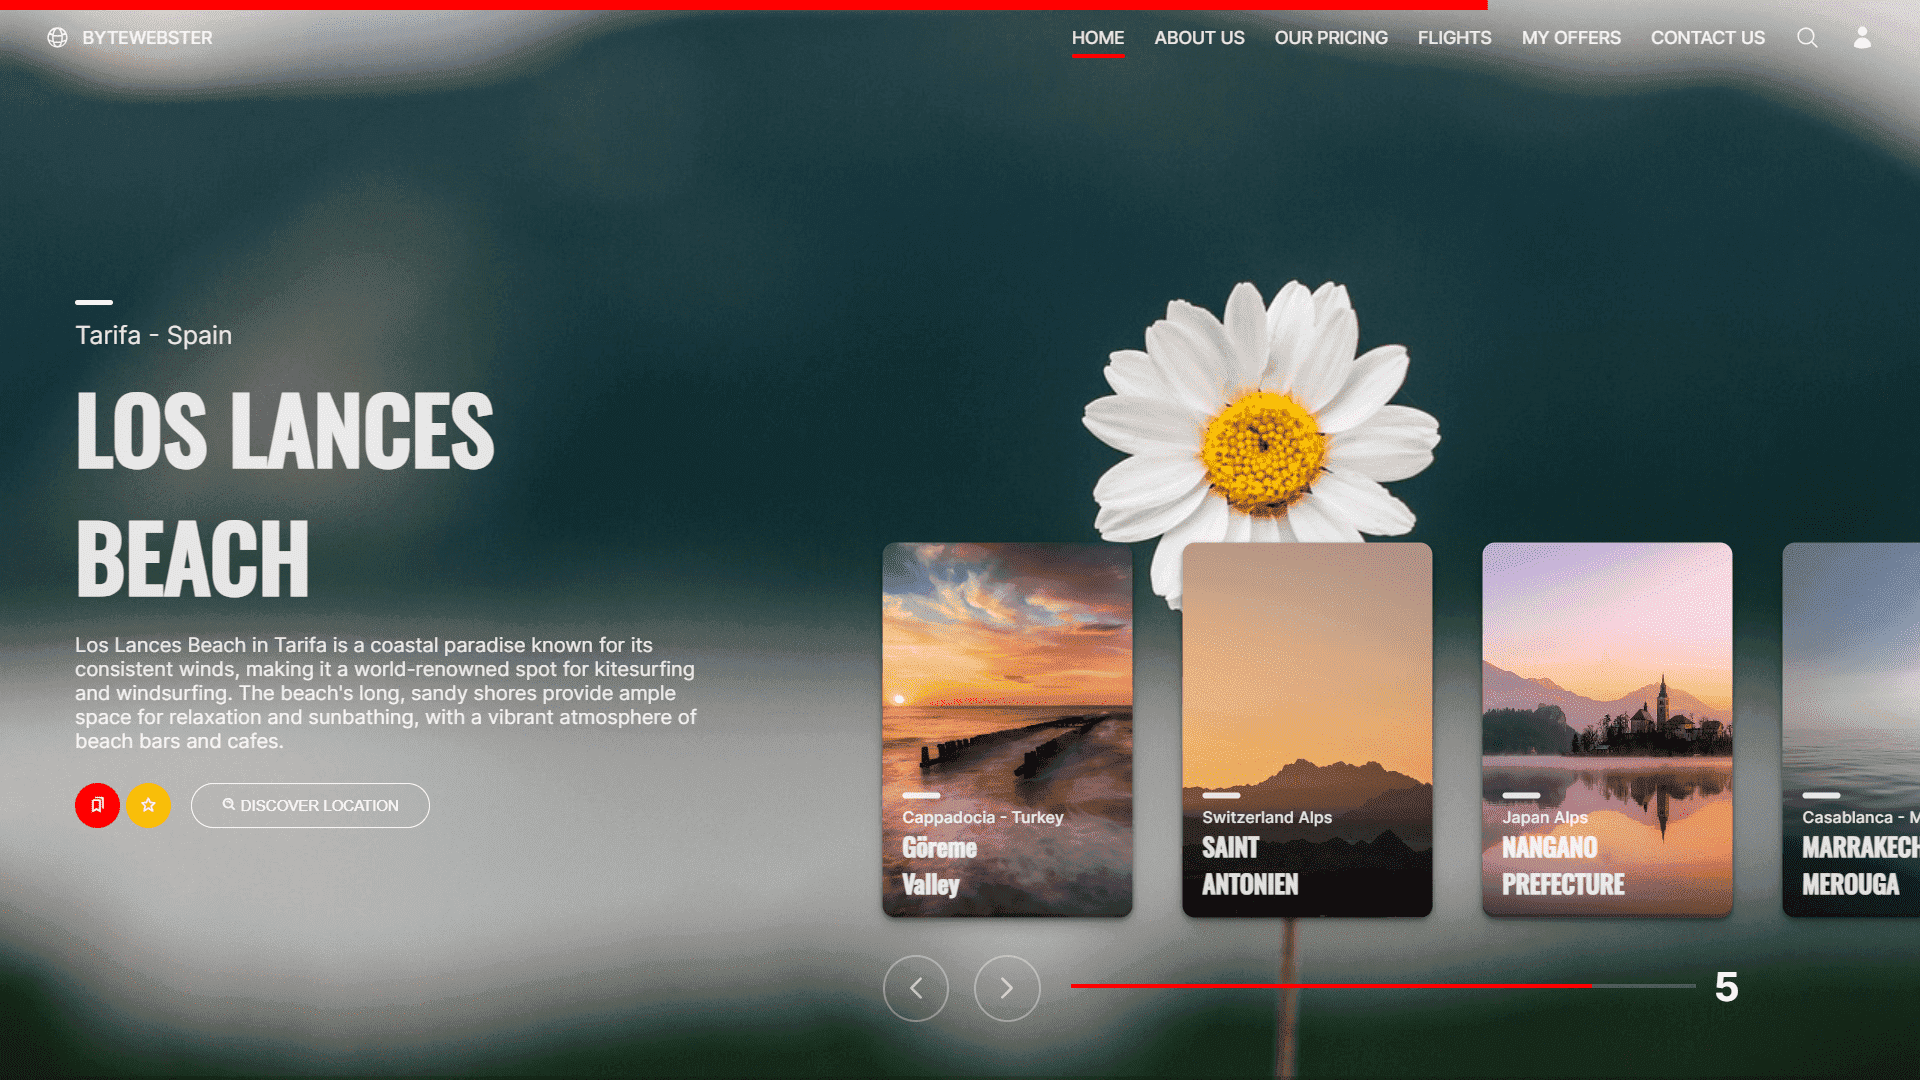 BYTEWEBSTER
HOME ABOUT US OUR PRICING FLIGHTS MY OFFERS CONTACT US
Tarifa - Spain
LOS LANCES
BEACH
Los Lances Beach in Tarifa is a coastal paradise known for its
consistent winds, making it a world-renowned spot for kitesurfing
and windsurfing. The beach's long, sandy shores provide ample
space for relaxation and sunbathing, with a vibrant atmosphere of
beach bars and cafes.
DISCOVER LOCATION
Cappadocia - Turkey
Göreme
Valley
Switzerland Alps
SAINT
ANTONIEN
Japan Alps
NANGANO
PREFECTURE
Casablanca - M
MARRAKECH
MEROUGA
5